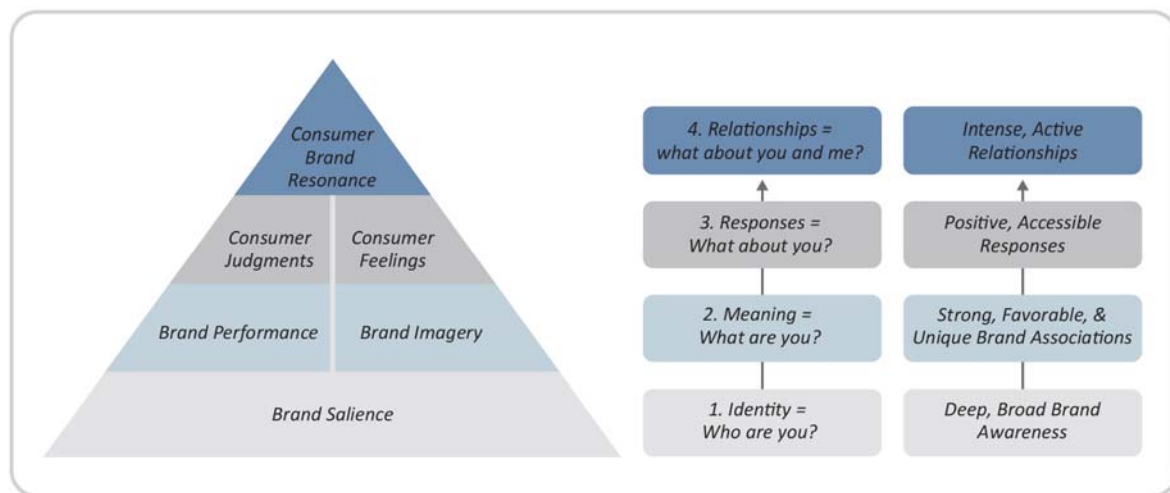 Consumer
Brand
Resonance
Consumer
Judgments
Consumer
Feelings
Brand Performance
Brand Imagery
Brand Salience
4. Relationships =
what about you and me?
3. Responses =
What about you?
2. Meaning =
What are you?
1. Identity =
Who are you?
Intense, Active
Relationships
Positive, Accessible
Responses
Strong, Favorable, &
Unique Brand Associations
Deep, Broad Brand
Awareness